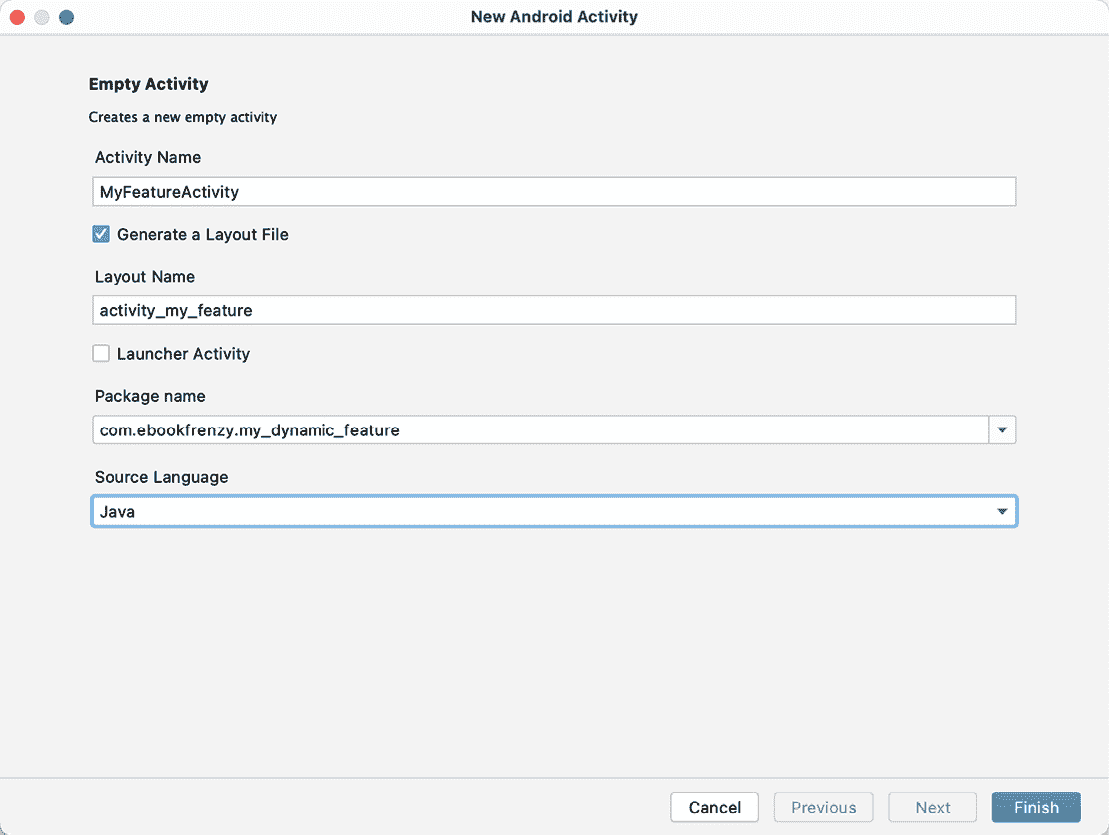 New Android Activity
Empty Activity
Creates a new empty activity
Activity Name
MyFeatureActivity
Generate a Layout File
Layout Name
activity_my_feature
Launcher Activity
Package name
com.ebookfrenzy.my_dynamic_feature
Source Language
Java
Cancel Previous Next Finish